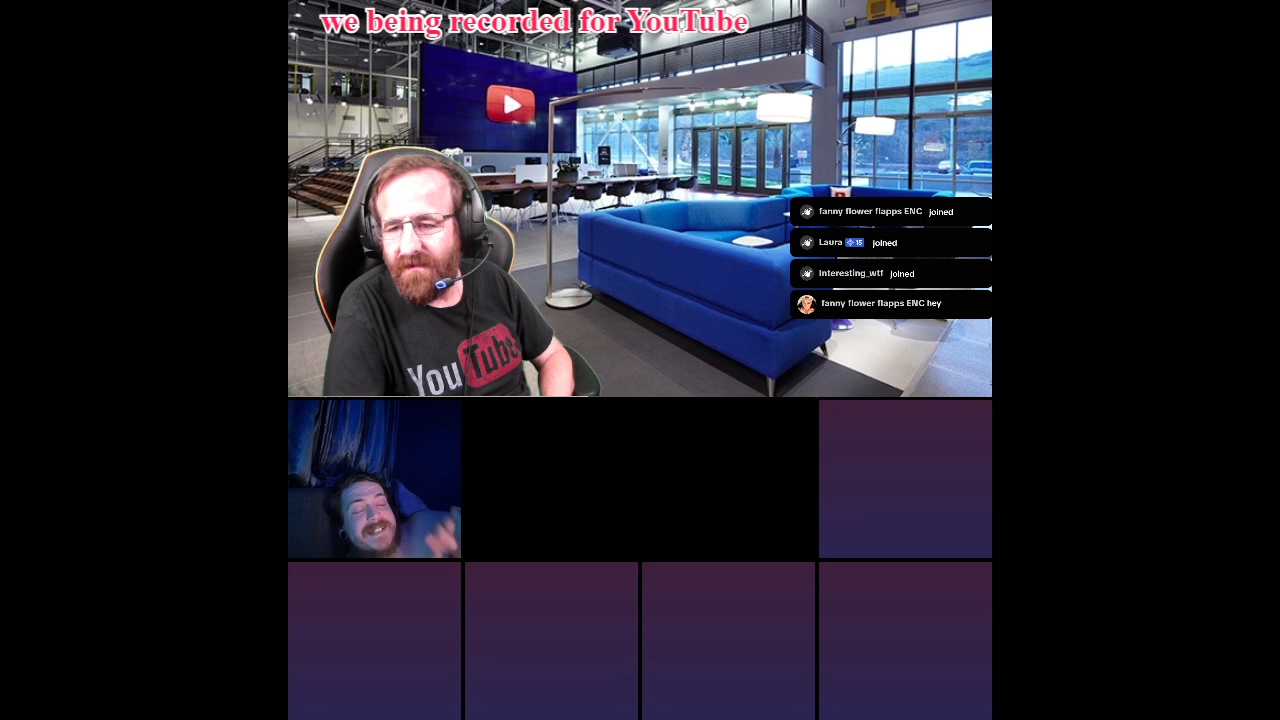 we being recorded for YouTube
fanny flower flapps ENC joined
Laura 15 joined
Interesting_wtf joined
fanny flower flapps ENC hey
YouTube